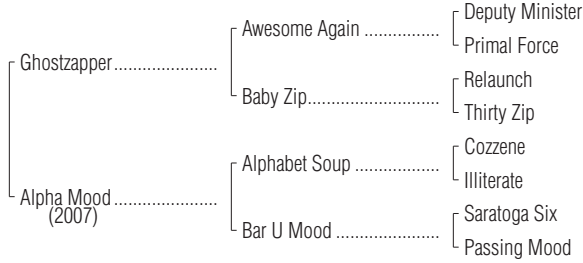 Deputy Minister
Awesome Again ..................
Primal Force
Ghostzapper.........................
Relaunch
Baby Zip................................
Thirty Zip
Cozzene
Alphabet Soup ....................
Illiterate
Alpha Mood .........................
(2007)
Saratoga Six
Bar U Mood .........................
Passing Mood